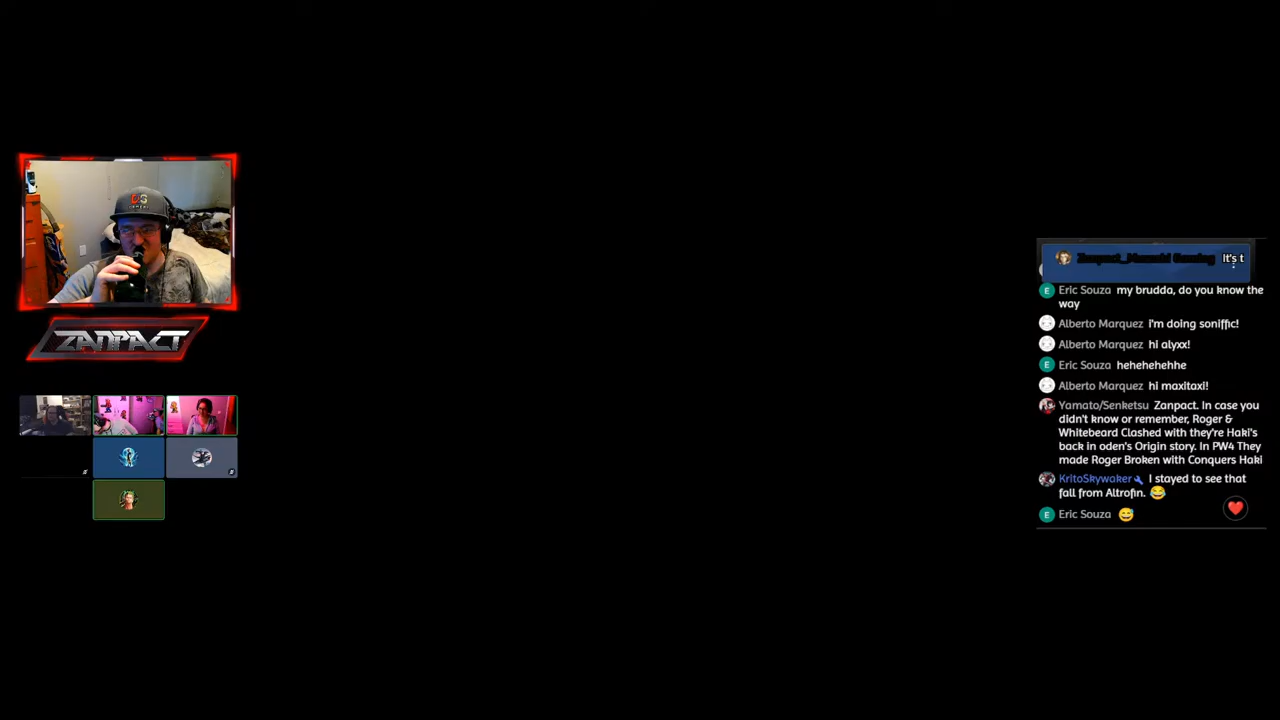 DG
ZANPACT
Zanpact_ Gaming It's t
Eric Souza my brudda, do you know the
way
Alberto Marquez I'm doing soniffic!
Alberto Marquez hi alyxx!
Eric Souza hehehehehhe
Alberto Marquez hi maxitaxi!
Yamato/Senketsu Zanpact. In case you
didn't know or remember, Roger &
Whitebeard Clashed with they're Haki's
back in oden's Origin story. In PW4 They
made Roger Broken with Conquers Haki
KritoSkywaker I stayed to see that
fall from Altrofin. 😂
Eric Souza 😅